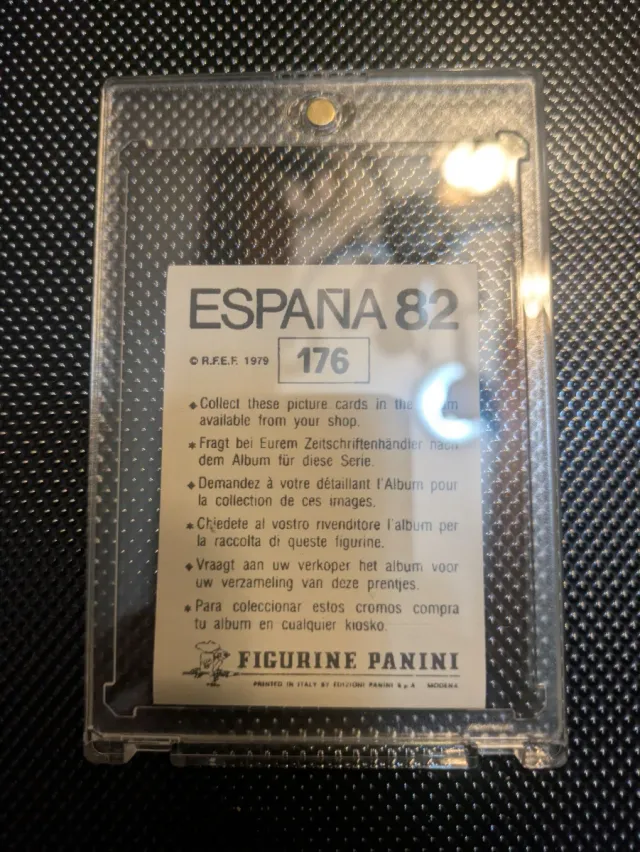 ESPAÑA 82
© R.F.E.F. 1979 176
◆ Collect these picture cards in the
available from your shop.
* Fragt bei Eurem Zeitschriftenhändler nach
dem Album für diese Serie.
◆ Demandez à votre détaillant l'Album pour
la collection de ces images.
* Chiedete al vostro rivenditore l'album per
la raccolta di queste figurine.
◆ Vraagt aan uw verkoper het album voor
uw verzameling van deze prentjes.
* Para coleccionar estos cromos compra
tu album en cualquier kiosko.
FIGURINE PANINI
PRINTED IN ITALY BY EDIZIONI PANINI S.p.A. MODENA